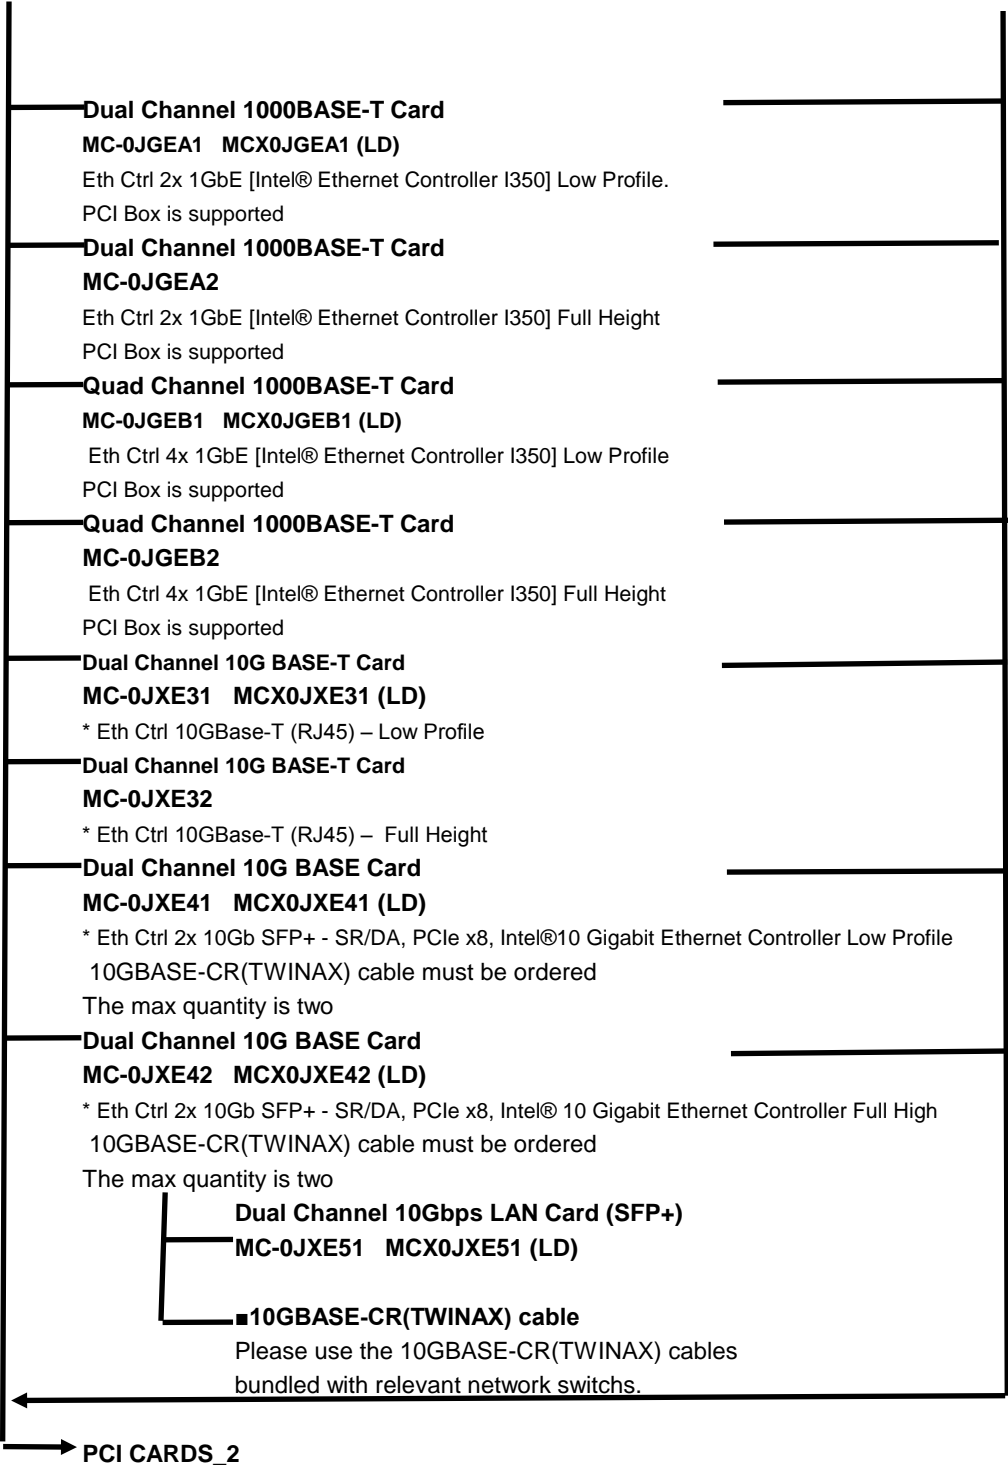 Dual Channel 1000BASE-T Card
MC-0JGEA1 MCX0JGEA1 (LD)
Eth Ctrl 2x 1GbE [Intel® Ethernet Controller I350] Low Profile.
PCI Box is supported
Dual Channel 1000BASE-T Card
MC-0JGEA2
Eth Ctrl 2x 1GbE [Intel® Ethernet Controller I350] Full Height
PCI Box is supported
Quad Channel 1000BASE-T Card
MC-0JGEB1 MCX0JGEB1 (LD)
Eth Ctrl 4x 1GbE [Intel® Ethernet Controller I350] Low Profile
PCI Box is supported
Quad Channel 1000BASE-T Card
MC-0JGEB2
Eth Ctrl 4x 1GbE [Intel® Ethernet Controller I350] Full Height
PCI Box is supported
Dual Channel 10G BASE-T Card
MC-0JXE31 MCX0JXE31 (LD)
* Eth Ctrl 10GBase-T (RJ45) – Low Profile
Dual Channel 10G BASE-T Card
MC-0JXE32
* Eth Ctrl 10GBase-T (RJ45) – Full Height
Dual Channel 10G BASE Card
MC-0JXE41 MCX0JXE41 (LD)
* Eth Ctrl 2x 10Gb SFP+ - SR/DA, PCIe x8, Intel®10 Gigabit Ethernet Controller Low Profile
10GBASE-CR(TWINAX) cable must be ordered
The max quantity is two
Dual Channel 10G BASE Card
MC-0JXE42 MCX0JXE42 (LD)
* Eth Ctrl 2x 10Gb SFP+ - SR/DA, PCIe x8, Intel® 10 Gigabit Ethernet Controller Full High
10GBASE-CR(TWINAX) cable must be ordered
The max quantity is two
Dual Channel 10Gbps LAN Card (SFP+)
MC-0JXE51 MCX0JXE51 (LD)
■10GBASE-CR(TWINAX) cable
Please use the 10GBASE-CR(TWINAX) cables
bundled with relevant network switchs.
PCI CARDS_2